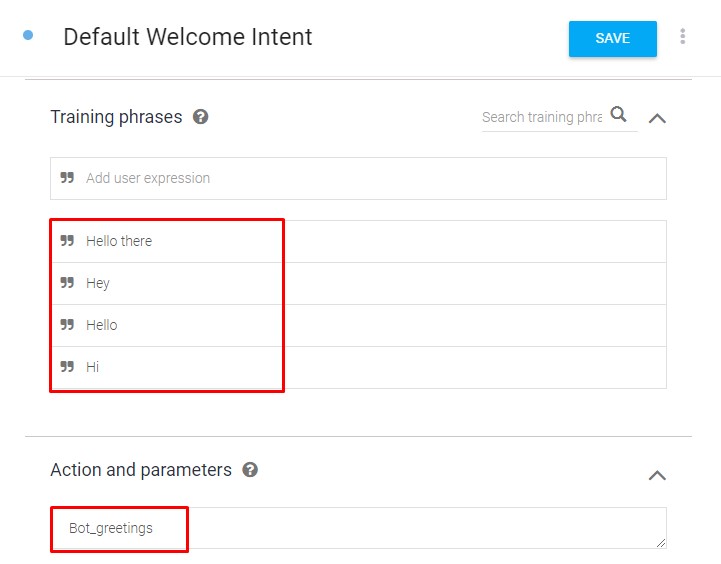 Default Welcome Intent
SAVE
Training phrases ?
Search training phra
Add user expression
Hello there
Hey
Hello
Hi
Action and parameters ?
Bot_greetings